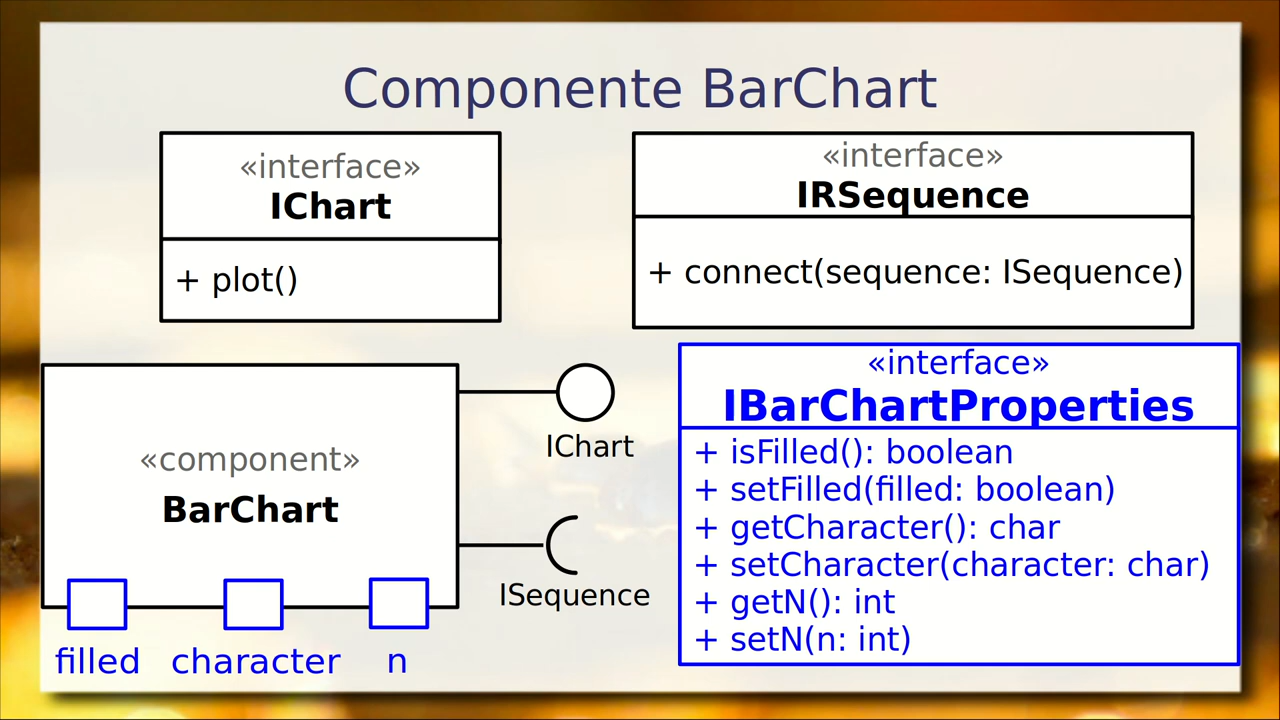 Componente BarChart
«interface»
IChart
+ plot()
«interface»
IRSequence
+ connect(sequence: ISequence)
«component»
BarChart
filled
character
n
IChart
ISequence
«interface»
IBarChartProperties
+ isFilled(): boolean
+ setFilled(filled: boolean)
+ getCharacter(): char
+ setCharacter(character: char)
+ getN(): int
+ setN(n: int)